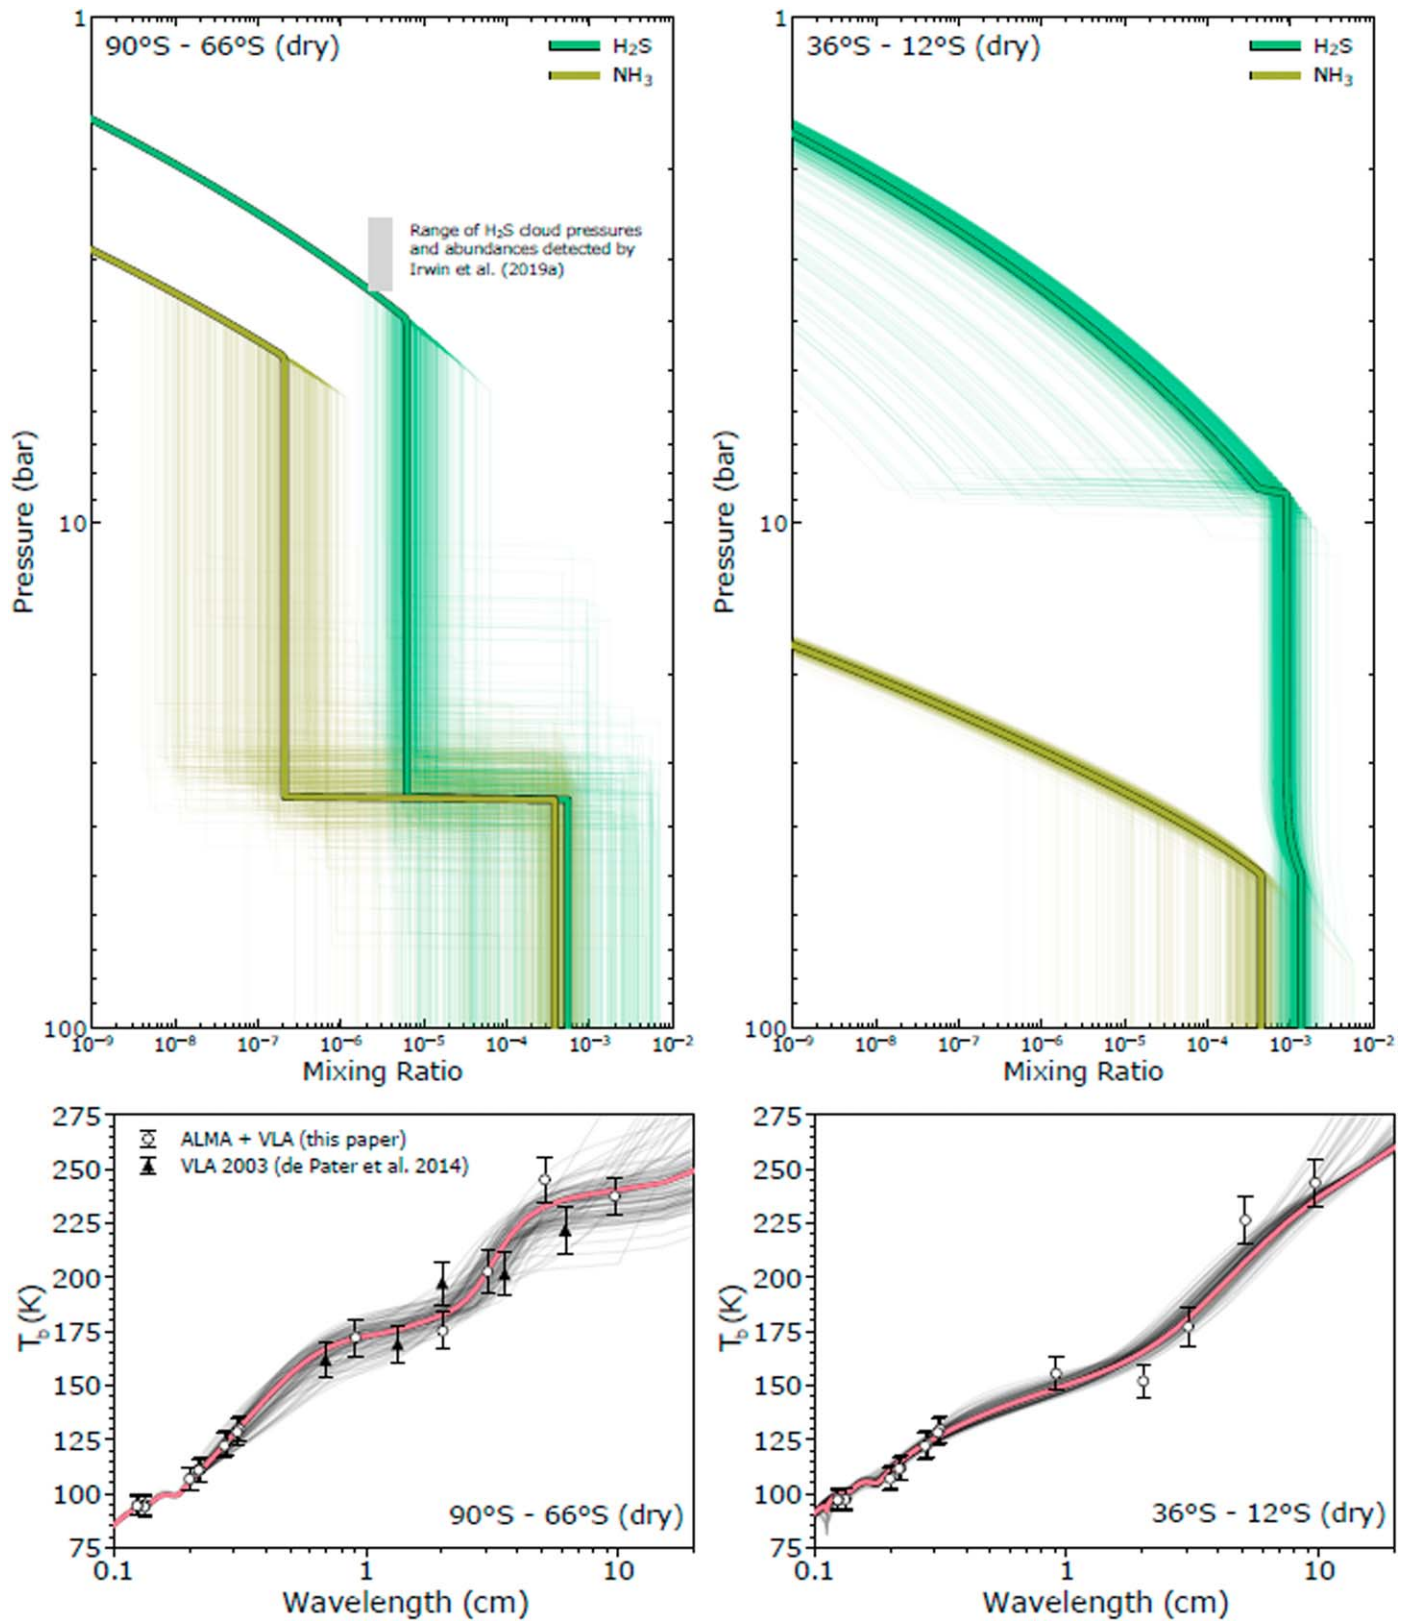 90°S - 66°S (dry)
H₂S
NH₃
Range of H₂S cloud pressures
and abundances detected by
Irwin et al. (2019a)
1
10
100
Pressure (bar)
10⁻⁹ 10⁻⁸ 10⁻⁷ 10⁻⁶ 10⁻⁵ 10⁻⁴ 10⁻³ 10⁻²
Mixing Ratio
36°S - 12°S (dry)
H₂S
NH₃
1
10
100
Pressure (bar)
10⁻⁹ 10⁻⁸ 10⁻⁷ 10⁻⁶ 10⁻⁵ 10⁻⁴ 10⁻³ 10⁻²
Mixing Ratio
ALMA + VLA (this paper)
VLA 2003 (de Pater et al. 2014)
275
250
225
200
175
150
125
100
75
T_b (K)
90°S - 66°S (dry)
0.1 1 10
Wavelength (cm)
275
250
225
200
175
150
125
100
75
T_b (K)
36°S - 12°S (dry)
0.1 1 10
Wavelength (cm)